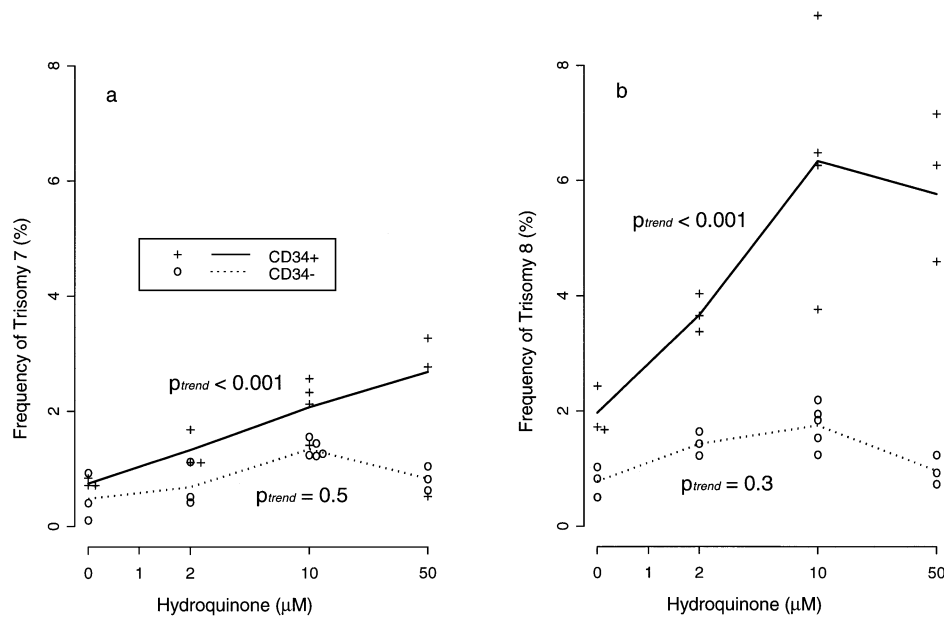 a
8
6
4
2
0
Frequency of Trisomy 7 (%)
+ CD34+
o CD34-
ptrend < 0.001
ptrend = 0.5
0 1 2 10 50
Hydroquinone (μM)
b
8
6
4
2
0
Frequency of Trisomy 8 (%)
ptrend < 0.001
ptrend = 0.3
0 1 2 10 50
Hydroquinone (μM)